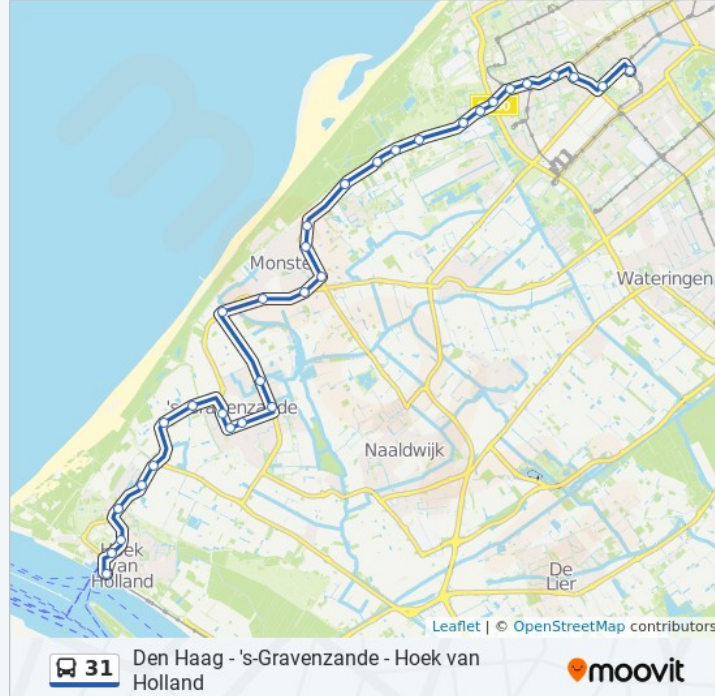 Monster
Wateringen
's-Gravenzande
Naaldwijk
Hoek
van
Holland
De
Lier
Leaflet | © OpenStreetMap contributors
31
Den Haag - 's-Gravenzande - Hoek van
Holland
moovit